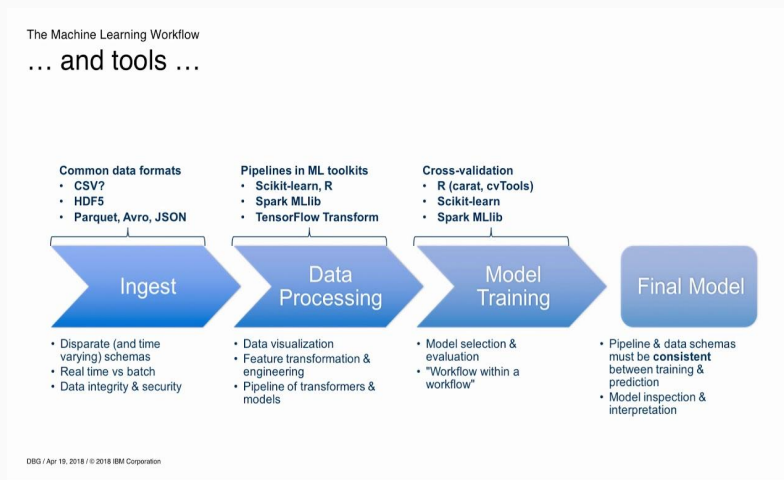 The Machine Learning Workflow
… and tools …
Common data formats
• CSV?
• HDF5
• Parquet, Avro, JSON
Pipelines in ML toolkits
• Scikit-learn, R
• Spark MLlib
• TensorFlow Transform
Cross-validation
• R (carat, cvTools)
• Scikit-learn
• Spark MLlib
Ingest
Data
Processing
Model
Training
Final Model
• Disparate (and time
varying) schemas
• Real time vs batch
• Data integrity & security
• Data visualization
• Feature transformation &
engineering
• Pipeline of transformers &
models
• Model selection &
evaluation
• "Workflow within a
workflow"
• Pipeline & data schemas
must be consistent
between training &
prediction
• Model inspection &
interpretation
DBG / Apr 19, 2018 / © 2018 IBM Corporation